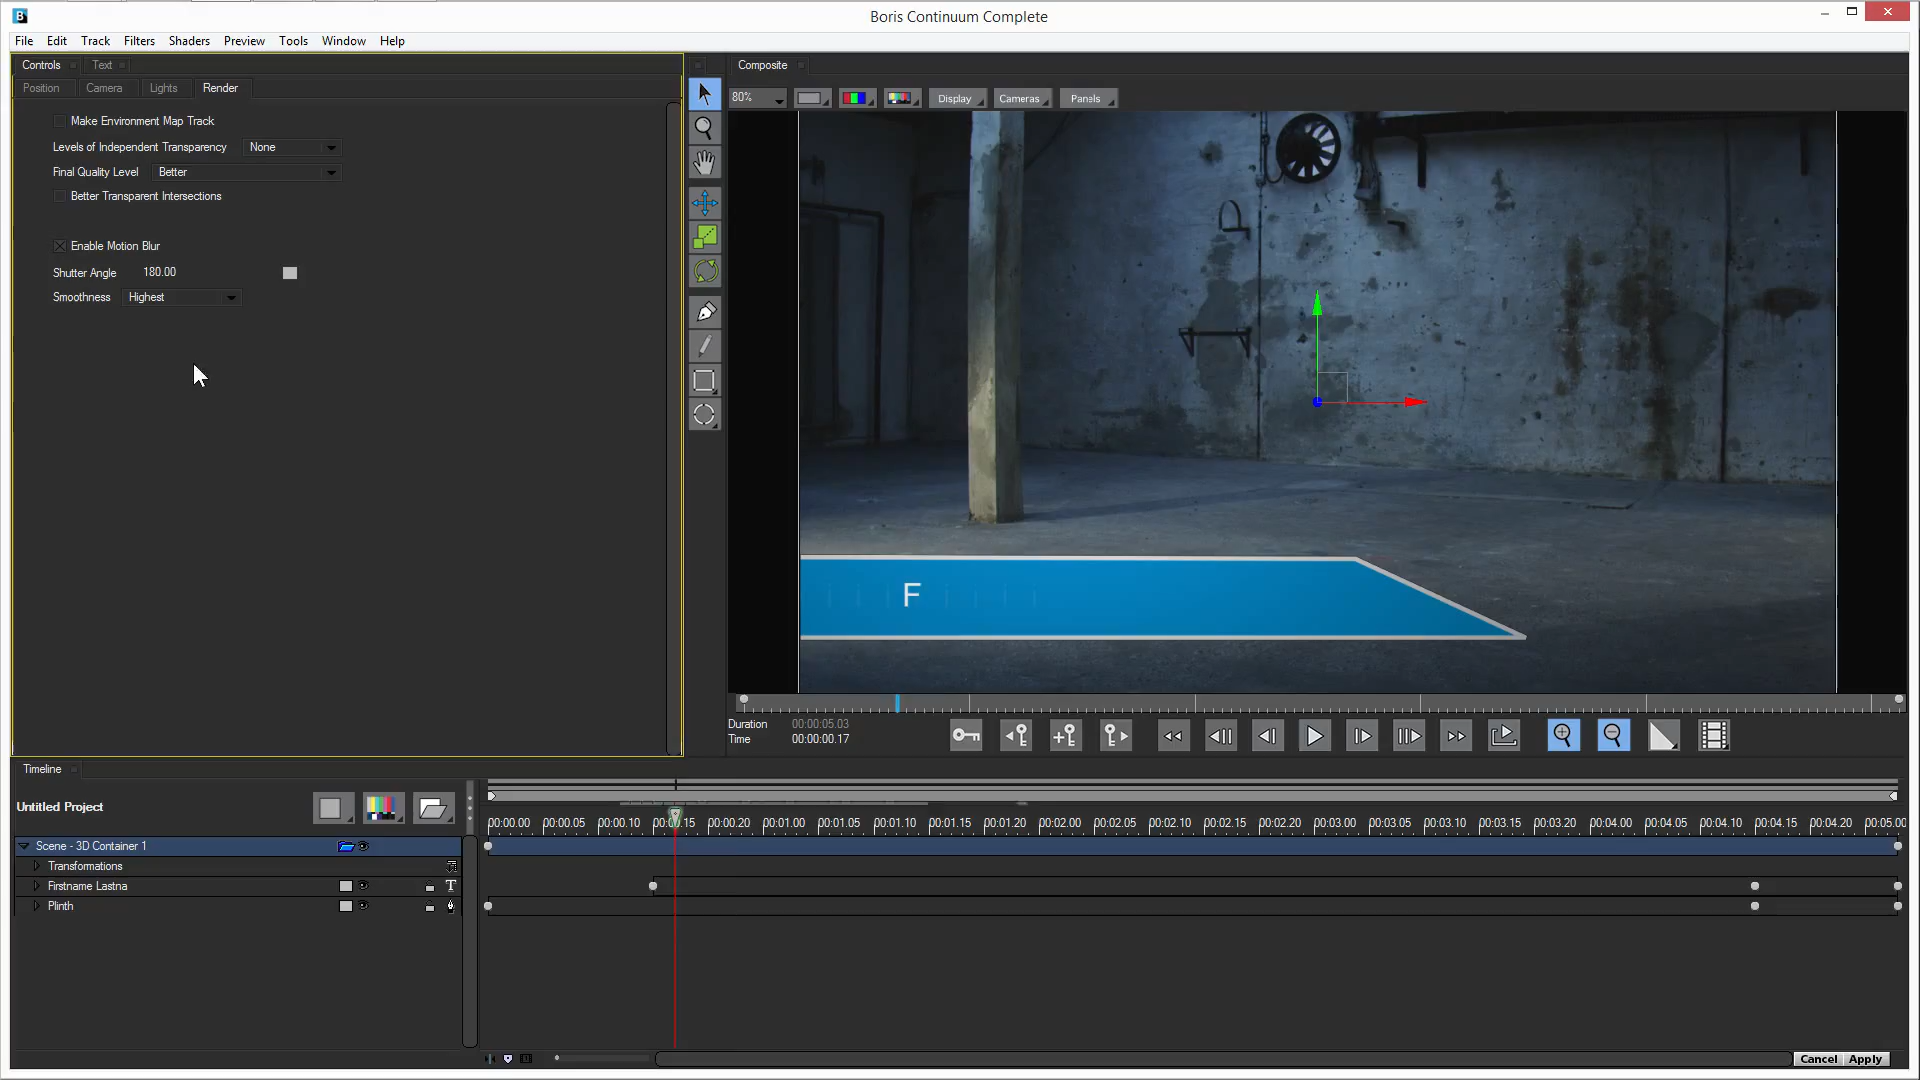 B
Boris Continuum Complete
File Edit Track Filters Shaders Preview Tools Window Help
Controls Text
Composite
Position Camera Lights Render
80% Display Cameras Panels
Make Environment Map Track
Levels of Independent Transparency None
Final Quality Level Better
Better Transparent Intersections
Enable Motion Blur
Shutter Angle 180.00
Smoothness Highest
F
Duration 00:00:05.03
Time 00:00:00.17
Timeline
Untitled Project
00:00.00 00:00.05 00:00.10 00:00.15 00:00.20 00:01.00 00:01.05 00:01.10 00:01.15 00:01.20 00:02.00 00:02.05 00:02.10 00:02.15 00:02.20 00:03.00 00:03.05 00:03.10 00:03.15 00:03.20 00:04.00 00:04.05 00:04.10 00:04.15 00:04.20 00:05.00
Scene - 3D Container 1
Transformations
Firstname Lastna T
Plinth
Cancel Apply